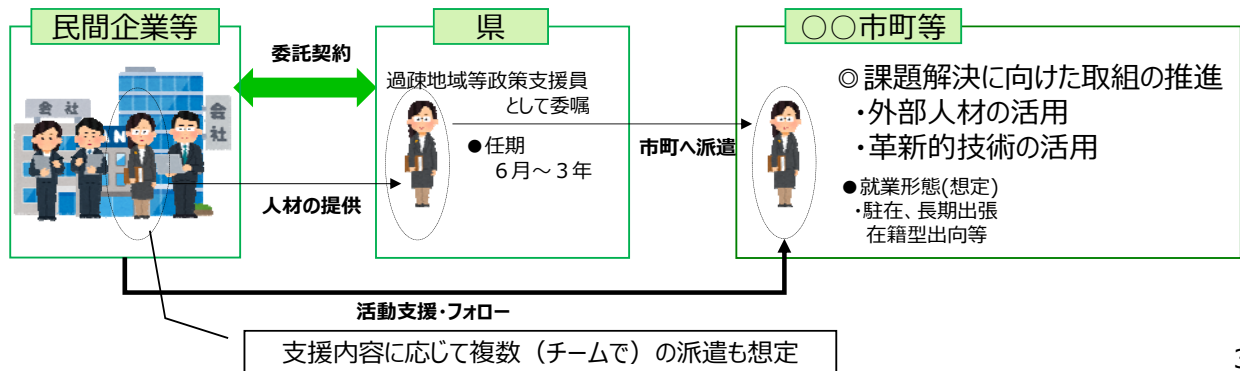 民間企業等
会社
会社
N
委託契約
人材の提供
県
過疎地域等政策支援員
として委嘱
●任期
６月～３年
市町へ派遣
○○市町等
◎課題解決に向けた取組の推進
・外部人材の活用
・革新的技術の活用
●就業形態(想定)
・駐在、長期出張
在籍型出向等
活動支援・フォロー
支援内容に応じて複数（チームで）の派遣も想定